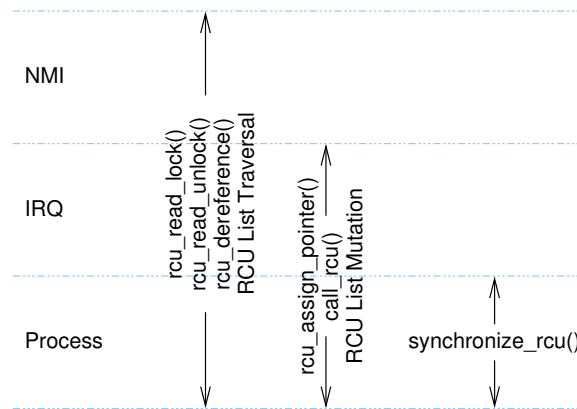 NMI
rcu_read_lock()
rcu_read_unlock()
rcu_dereference()
RCU List Traversal
IRQ
rcu_assign_pointer()
call_rcu()
RCU List Mutation
Process
synchronize_rcu()